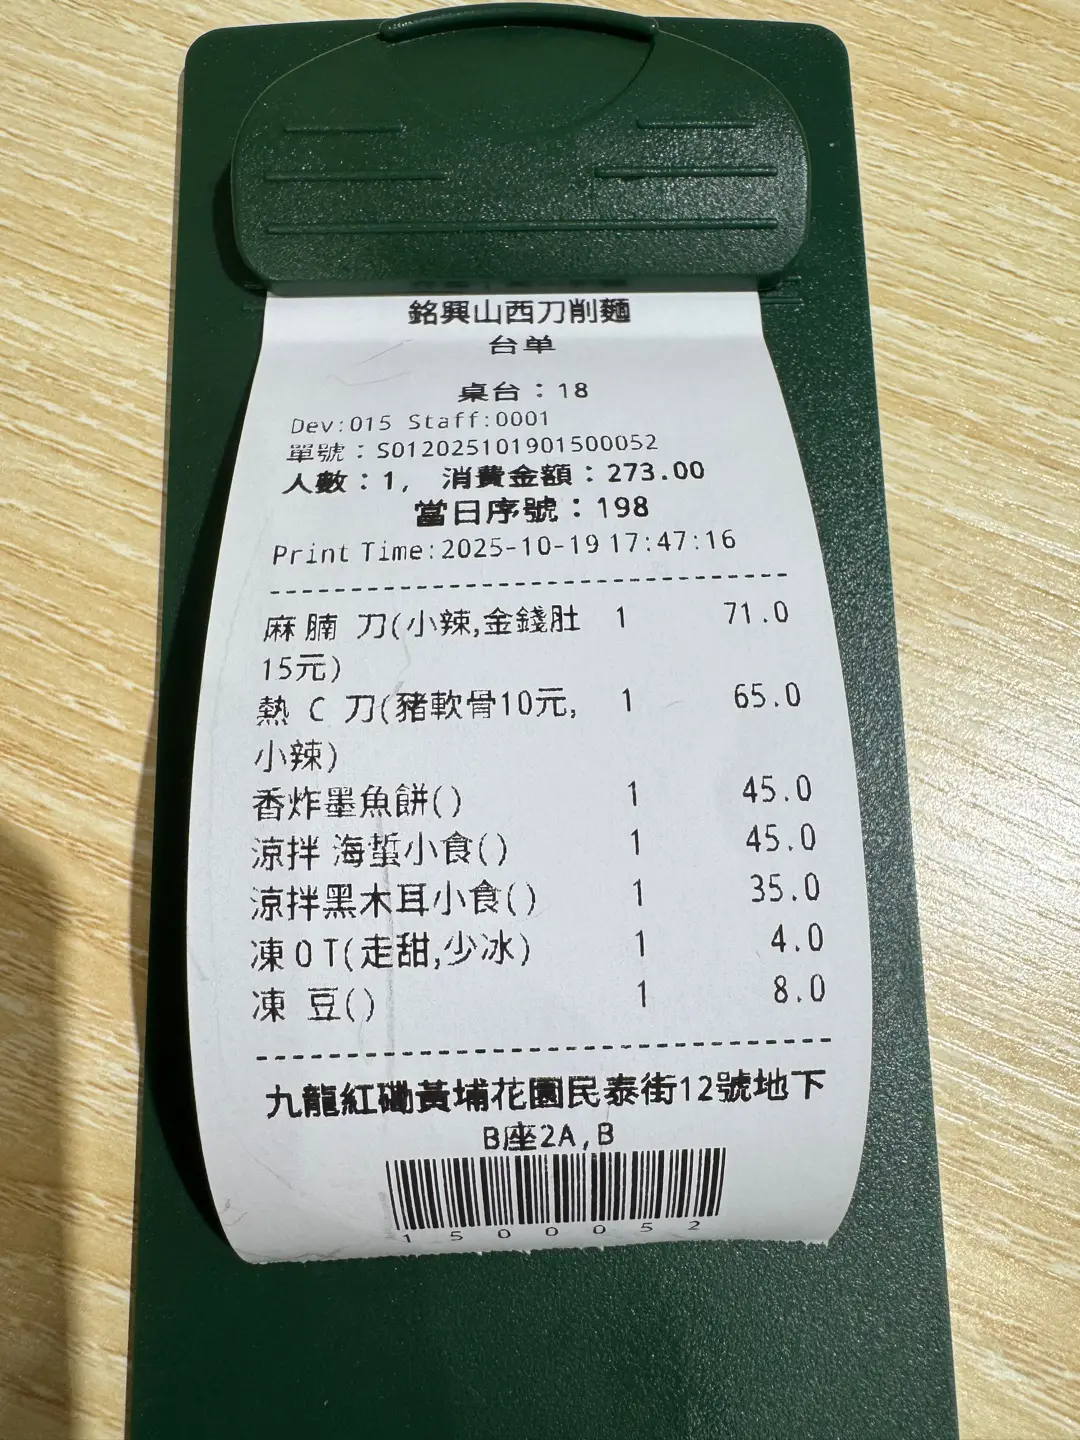 銘興山西刀削麵
台单
桌台：18
Dev:015 Staff:0001
單號：S012025101901500052
人數：1, 消費金額：273.00
當日序號：198
Print Time:2025-10-19 17:47:16
麻腩 刀(小辣,金錢肚 1 71.0
15元)
熱 C 刀(豬軟骨10元, 1 65.0
小辣)
香炸墨魚餅() 1 45.0
涼拌 海蜇小食() 1 45.0
涼拌黑木耳小食() 1 35.0
凍OT(走甜,少冰) 1 4.0
凍 豆() 1 8.0
九龍紅磡黃埔花園民泰街12號地下
B座2A,B
1500052